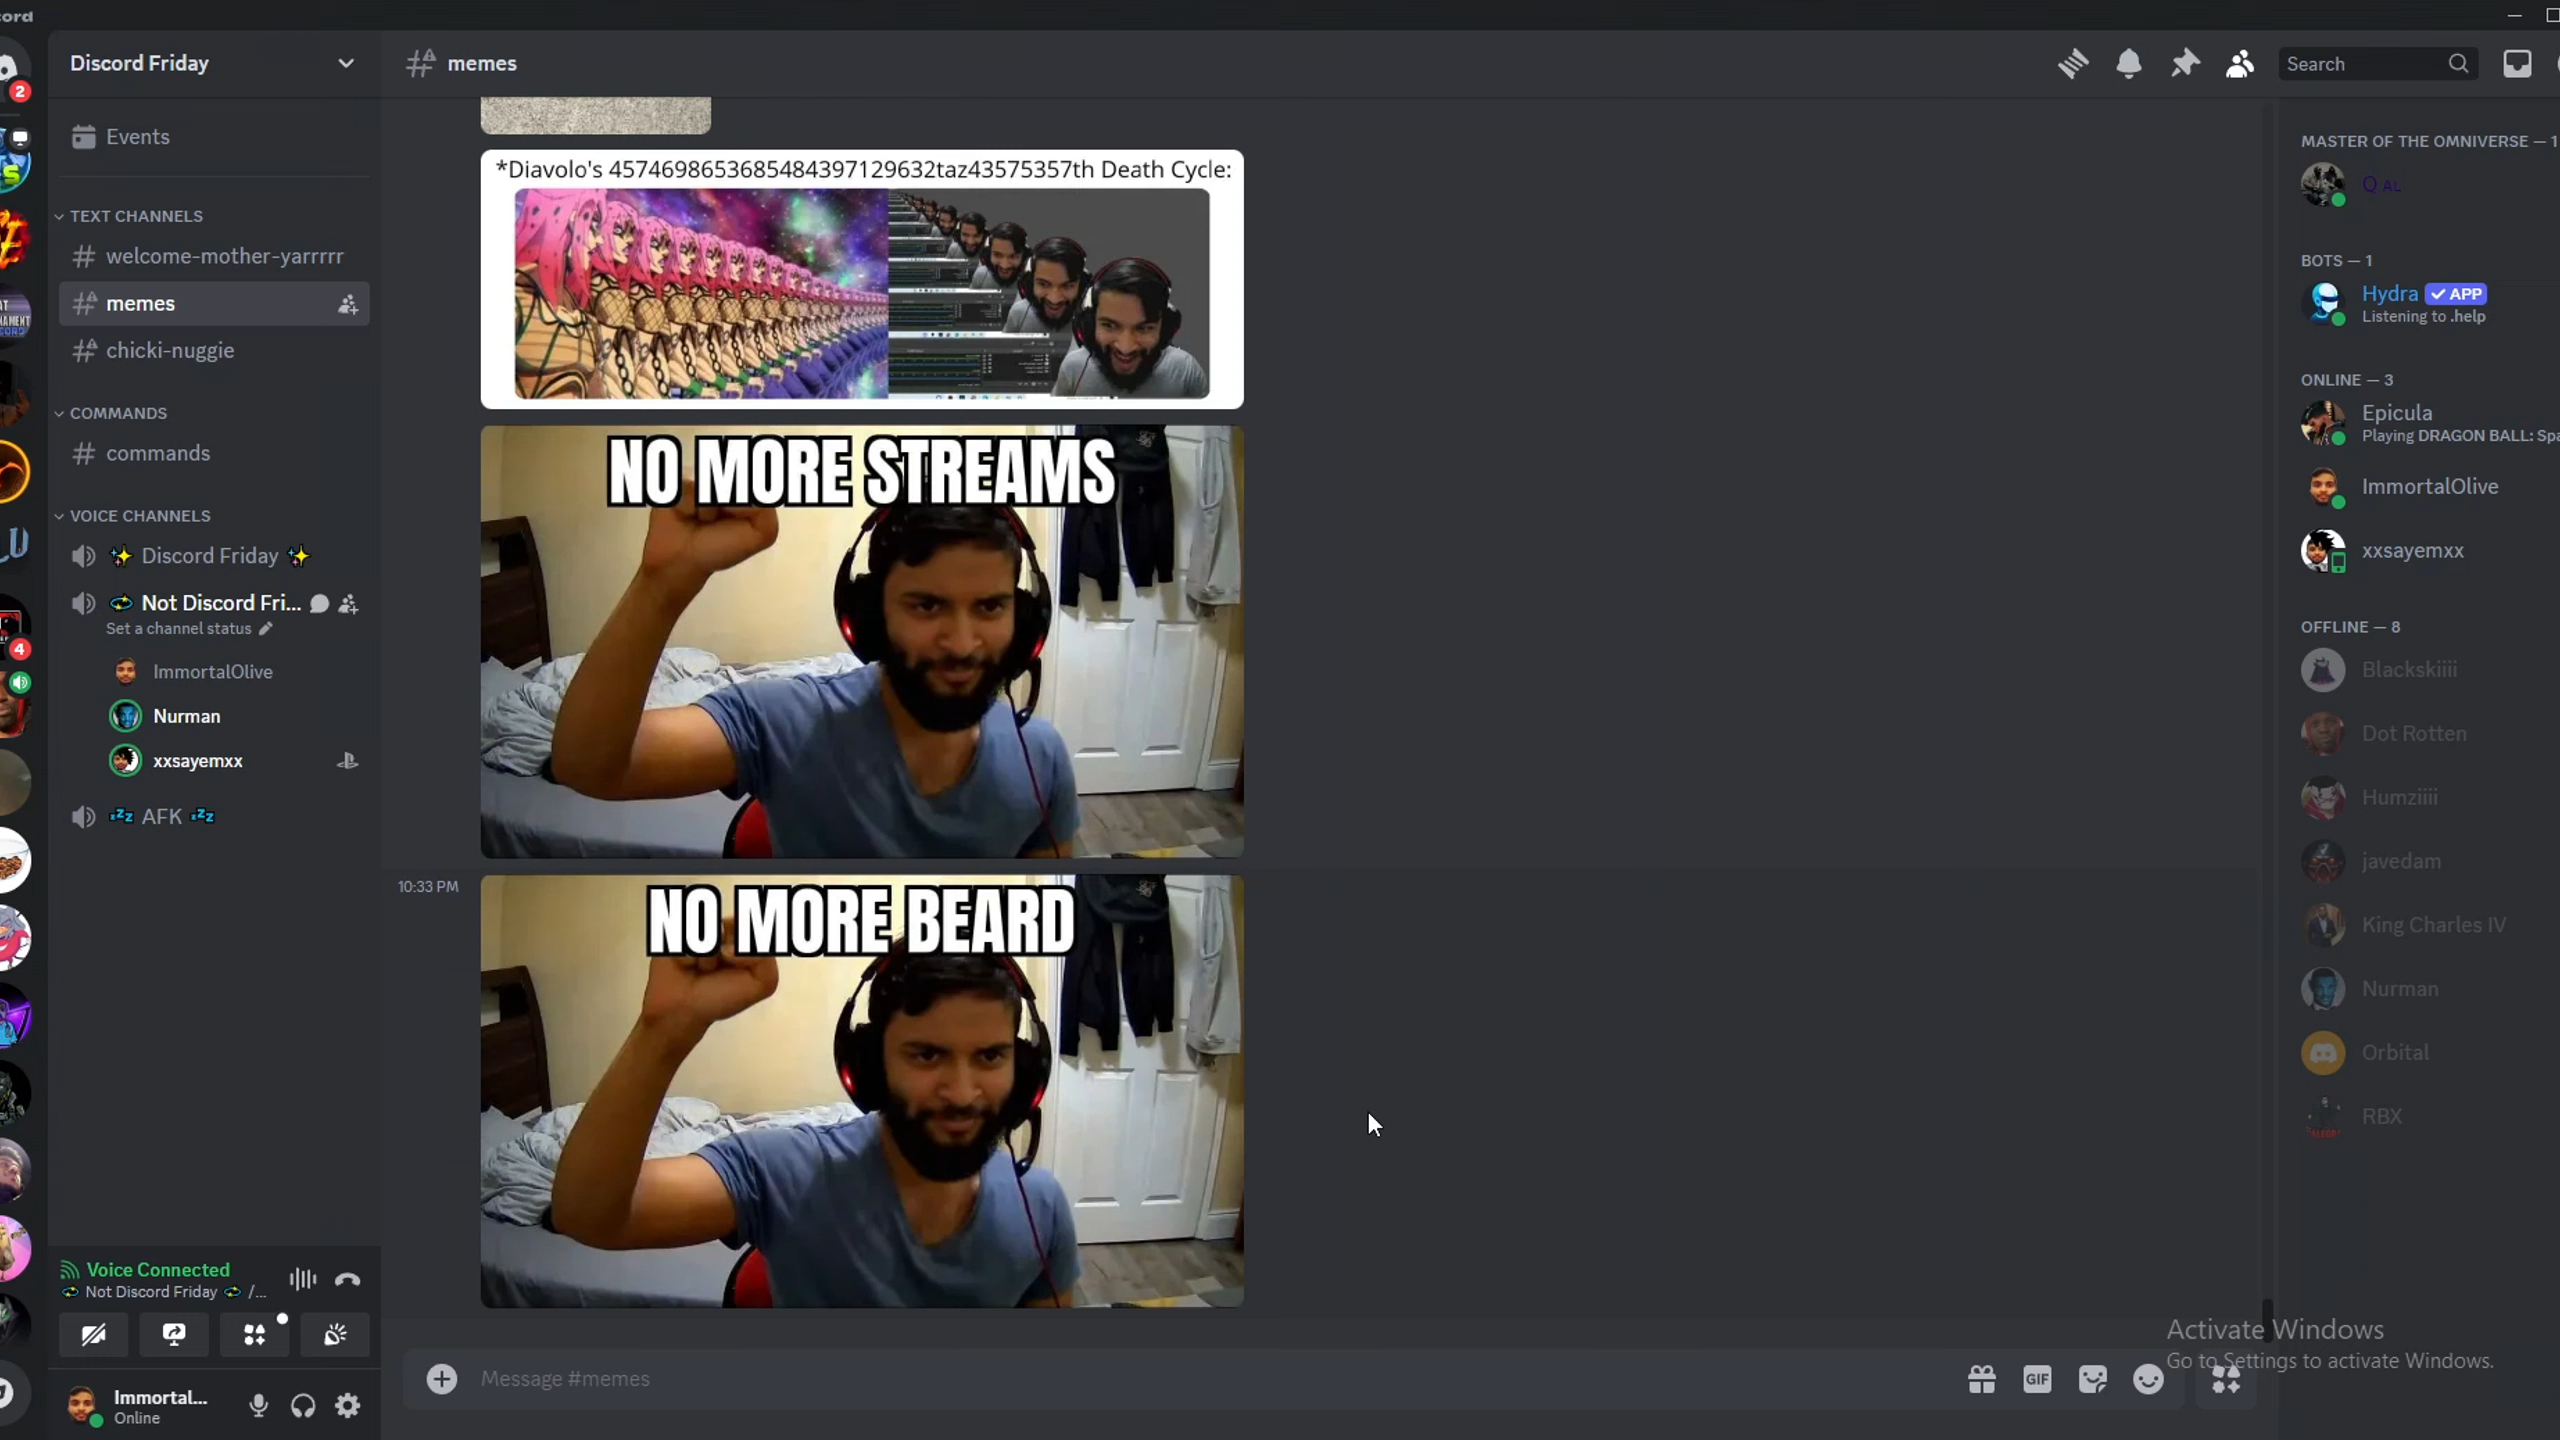 cord
Discord Friday
memes
Search
2
Events
TEXT CHANNELS
welcome-mother-yarrrrr
memes
chicki-nuggie
COMMANDS
commands
VOICE CHANNELS
✨ Discord Friday ✨
Not Discord Fri...
Set a channel status
4
ImmortalOlive
Nurman
xxsayemxx
💤 AFK 💤
Voice Connected
Not Discord Friday /...
Immortal...
Online
*Diavolo's 4574698653685484397129632taz43575357th Death Cycle:
NO MORE STREAMS
10:33 PM
NO MORE BEARD
Message #memes
GIF
MASTER OF THE OMNIVERSE — 1
Q AL
BOTS — 1
Hydra ✓ APP
Listening to .help
ONLINE — 3
Epicula
Playing DRAGON BALL: Spa
ImmortalOlive
xxsayemxx
OFFLINE — 8
Blackskiiii
Dot Rotten
Humziiii
javedam
King Charles IV
Nurman
Orbital
RBX
Activate Windows
Go to Settings to activate Windows.